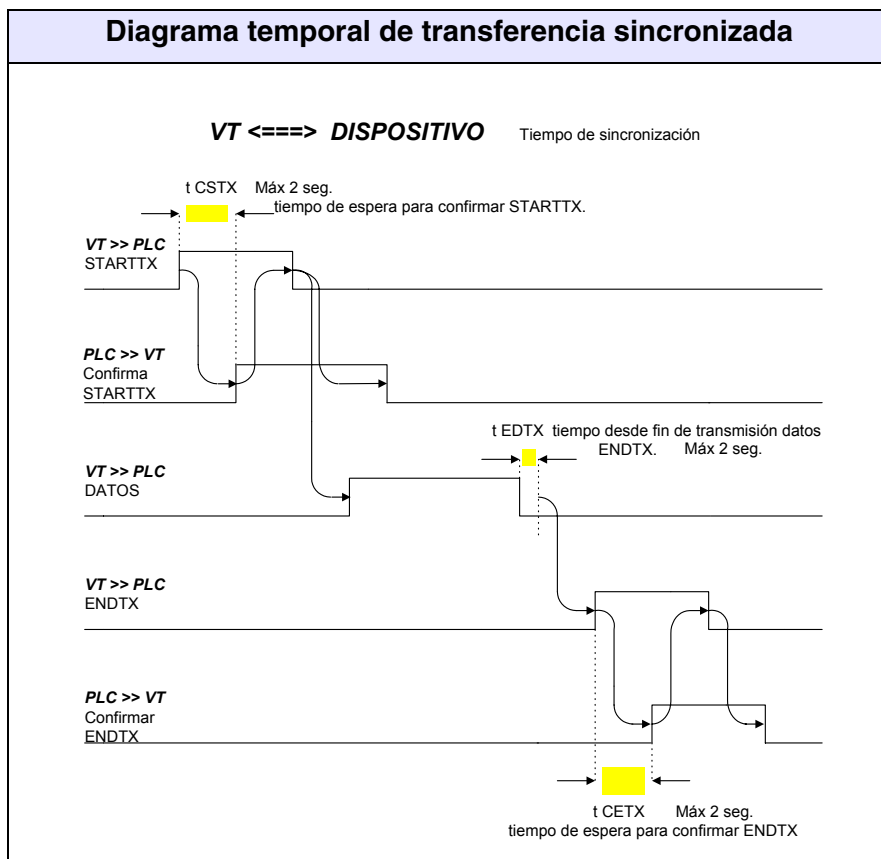 Diagrama temporal de transferencia sincronizada
VT <===> DISPOSITIVO Tiempo de sincronización
t CSTX Máx 2 seg.
tiempo de espera para confirmar STARTTX.
VT >> PLC
STARTTX
PLC >> VT
Confirma
STARTTX
t EDTX tiempo desde fin de transmisión datos
ENDTX. Máx 2 seg.
VT >> PLC
DATOS
VT >> PLC
ENDTX
PLC >> VT
Confirmar
ENDTX
t CETX Máx 2 seg.
tiempo de espera para confirmar ENDTX